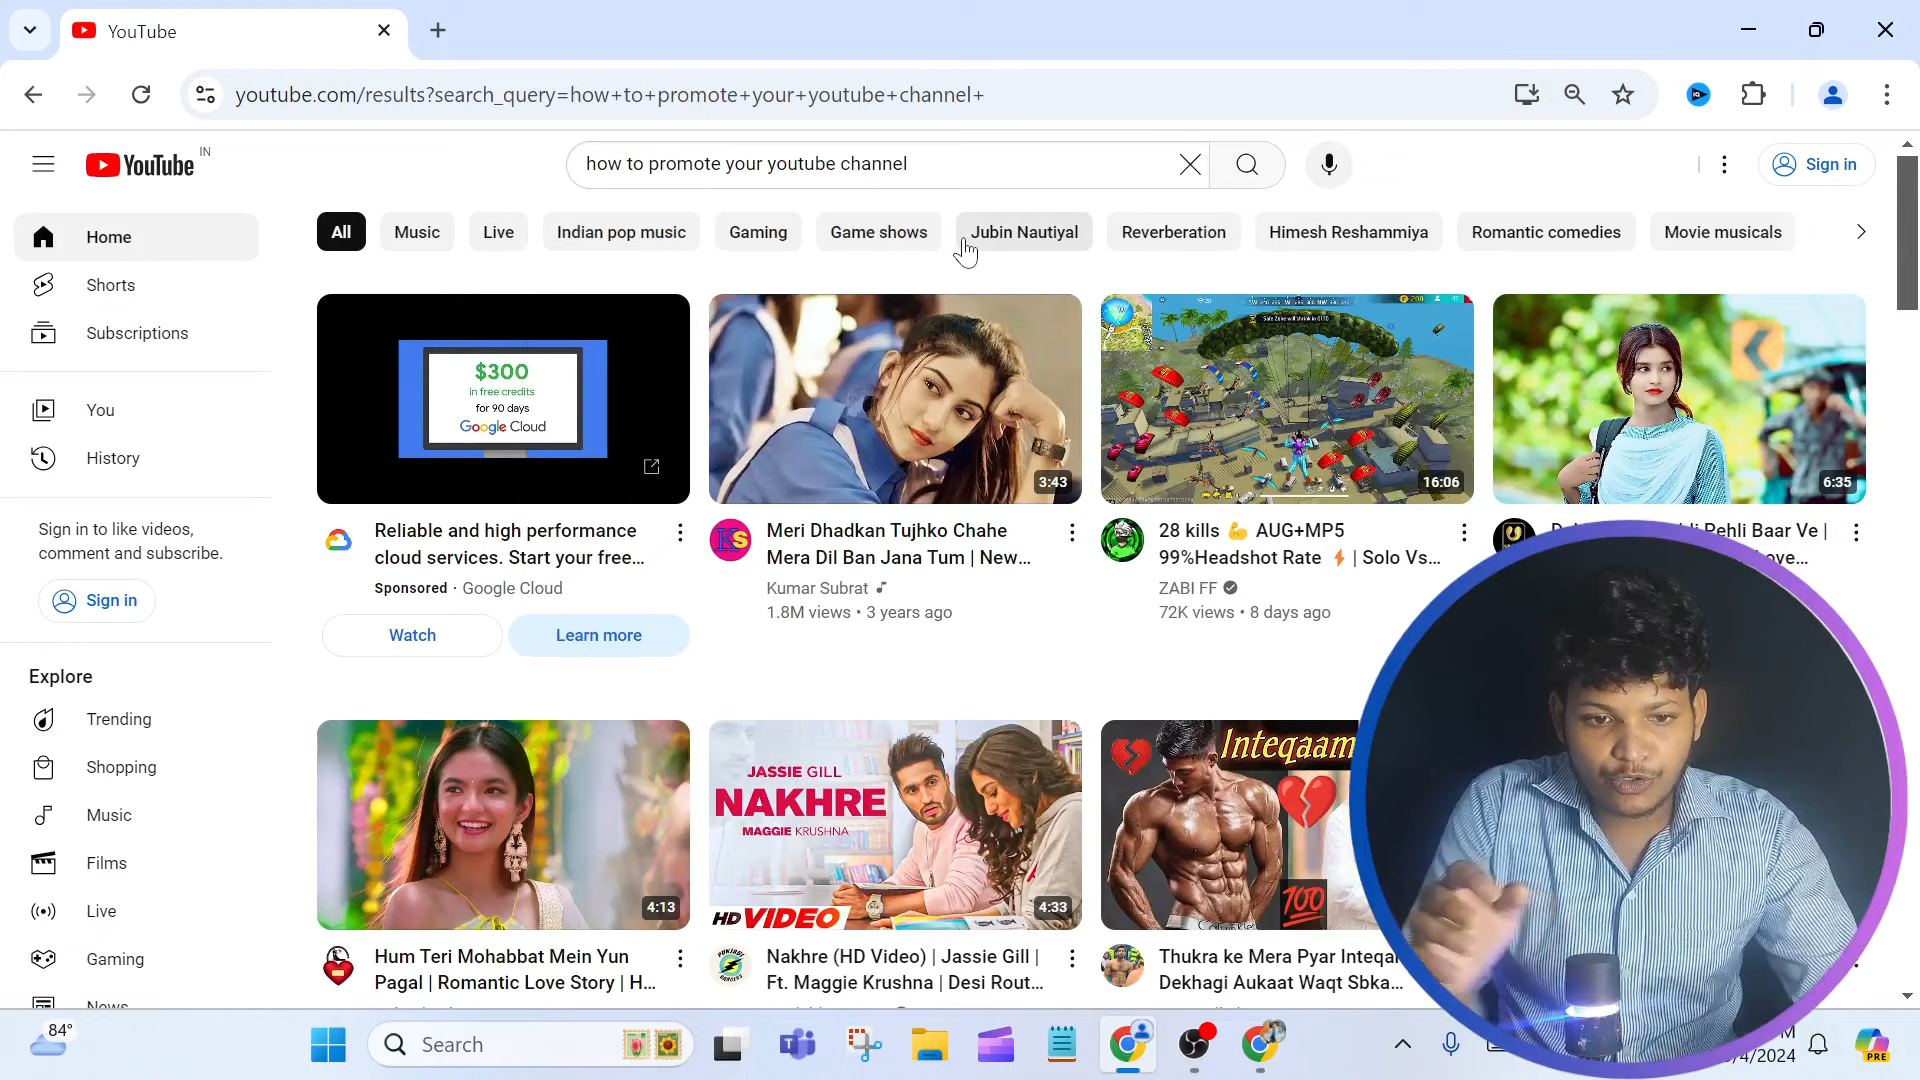 YouTube
youtube.com/results?search_query=how+to+promote+your+youtube+channel+
YouTube IN
how to promote your youtube channel
Sign in
All
Music
Live
Indian pop music
Gaming
Game shows
Jubin Nautiyal
Reverberation
Himesh Reshammiya
Romantic comedies
Movie musicals
Home
Shorts
Subscriptions
You
History
Sign in to like videos,
comment and subscribe.
Sign in
Explore
Trending
Shopping
Music
Films
Live
Gaming
News
$300
in free credits
for 90 days
Google Cloud
Reliable and high performance
cloud services. Start your free...
Sponsored · Google Cloud
Watch
Learn more
3:43
KS
Meri Dhadkan Tujhko Chahe
Mera Dil Ban Jana Tum | New...
Kumar Subrat
1.8M views • 3 years ago
16:06
28 kills 💪 AUG+MP5
99%Headshot Rate ⚡ | Solo Vs...
ZABI FF
72K views • 8 days ago
6:35
Pehli Baar Ve |
4:13
Hum Teri Mohabbat Mein Yun
Pagal | Romantic Love Story | H...
JASSIE GILL
NAKHRE
MAGGIE KRUSHNA
HD VIDEO
4:33
Nakhre (HD Video) | Jassie Gill |
Ft. Maggie Krushna | Desi Rout...
Inteqaam
100
Thukra ke Mera Pyar Inteqa
Dekhagi Aukaat Waqt Sbka...
84°
Search
M
/4/2024
PRE